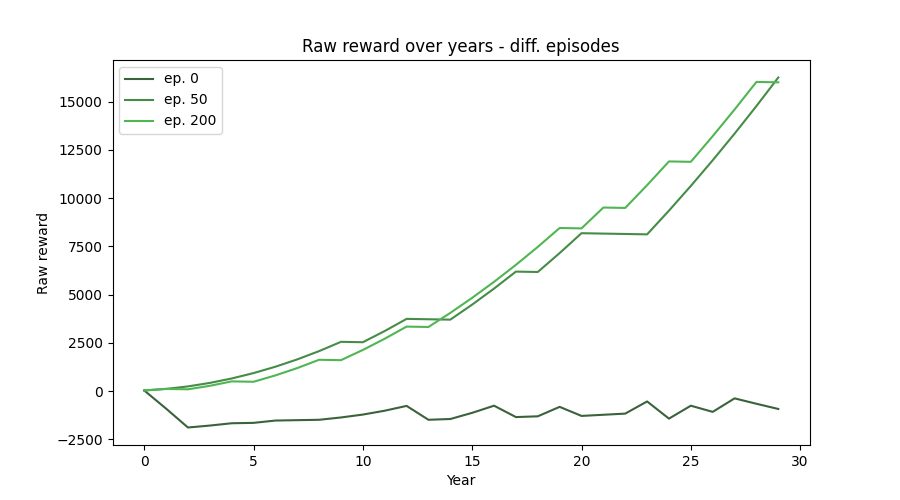 Raw reward over years - diff. episodes
ep. 0
ep. 50
ep. 200
15000
12500
10000
7500
5000
2500
0
−2500
Raw reward
0 5 10 15 20 25 30
Year